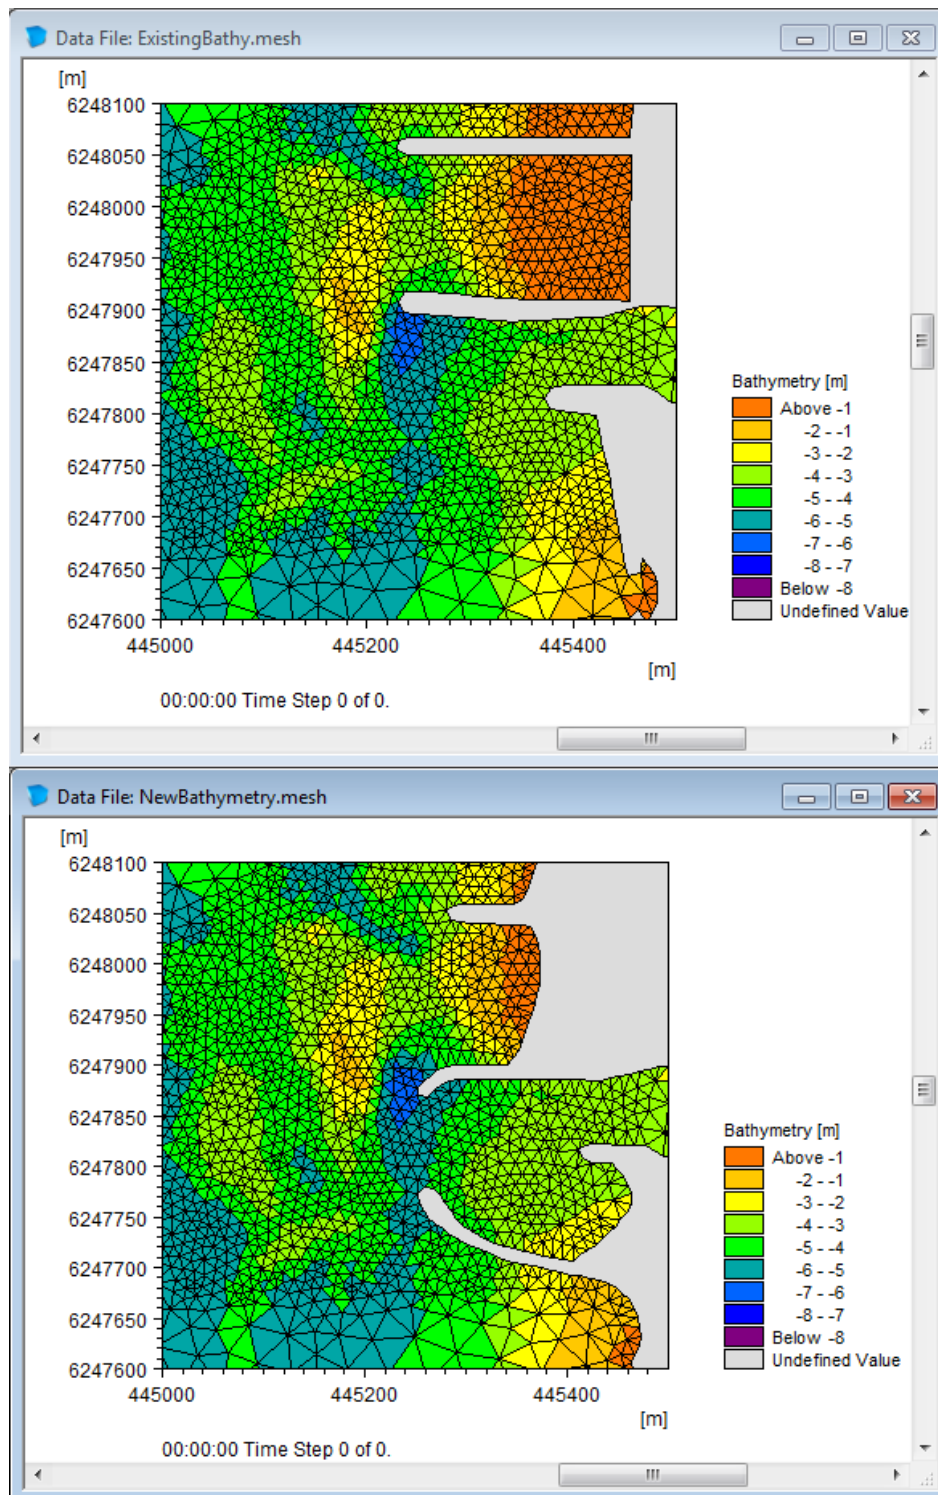 Data File: ExistingBathy.mesh
[m]
6248100
6248050
6248000
6247950
6247900
6247850
6247800
6247750
6247700
6247650
6247600
445000 445200 445400
[m]
00:00:00 Time Step 0 of 0.
Bathymetry [m]
Above -1
-2 - -1
-3 - -2
-4 - -3
-5 - -4
-6 - -5
-7 - -6
-8 - -7
Below -8
Undefined Value
Data File: NewBathymetry.mesh
[m]
6248100
6248050
6248000
6247950
6247900
6247850
6247800
6247750
6247700
6247650
6247600
445000 445200 445400
[m]
00:00:00 Time Step 0 of 0.
Bathymetry [m]
Above -1
-2 - -1
-3 - -2
-4 - -3
-5 - -4
-6 - -5
-7 - -6
-8 - -7
Below -8
Undefined Value